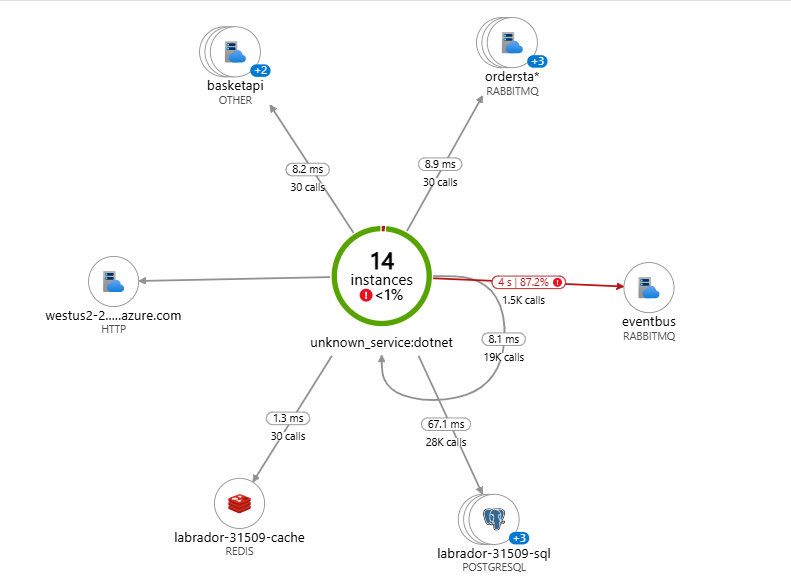 +2
basketapi
OTHER
+3
ordersta*
RABBITMQ
8.2 ms
30 calls
8.9 ms
30 calls
14
instances
<1%
unknown_service:dotnet
westus2-2.....azure.com
HTTP
4 s | 87.2%
1.5K calls
eventbus
RABBITMQ
8.1 ms
19K calls
1.3 ms
30 calls
67.1 ms
28K calls
labrador-31509-cache
REDIS
+3
labrador-31509-sql
POSTGRESQL